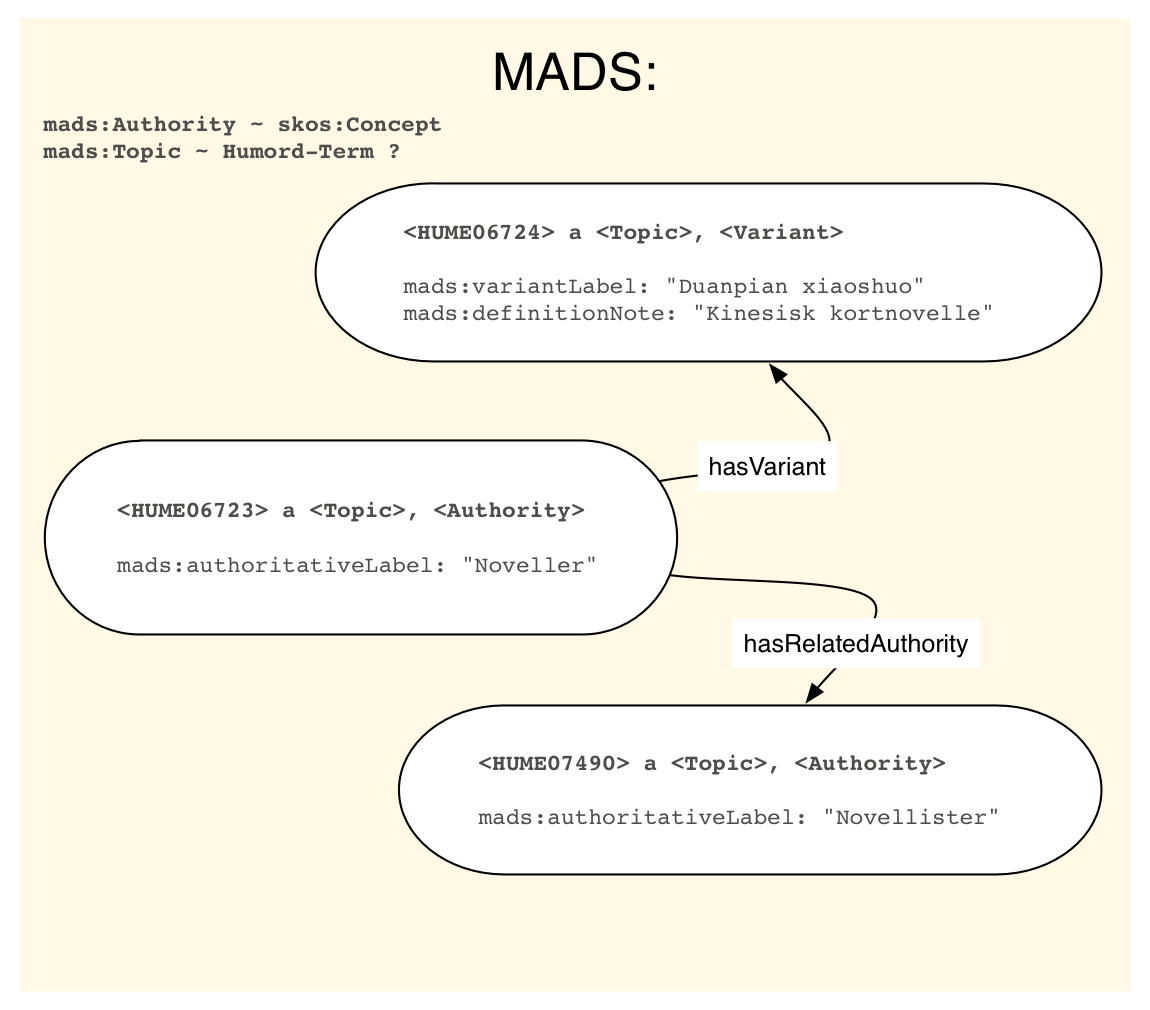 MADS:
mads:Authority ~ skos:Concept
mads:Topic ~ Humord-Term ?
<HUME06724> a <Topic>, <Variant>
mads:variantLabel: "Duanpian xiaoshuo"
mads:definitionNote: "Kinesisk kortnovelle"
hasVariant
<HUME06723> a <Topic>, <Authority>
mads:authoritativeLabel: "Noveller"
hasRelatedAuthority
<HUME07490> a <Topic>, <Authority>
mads:authoritativeLabel: "Novellister"